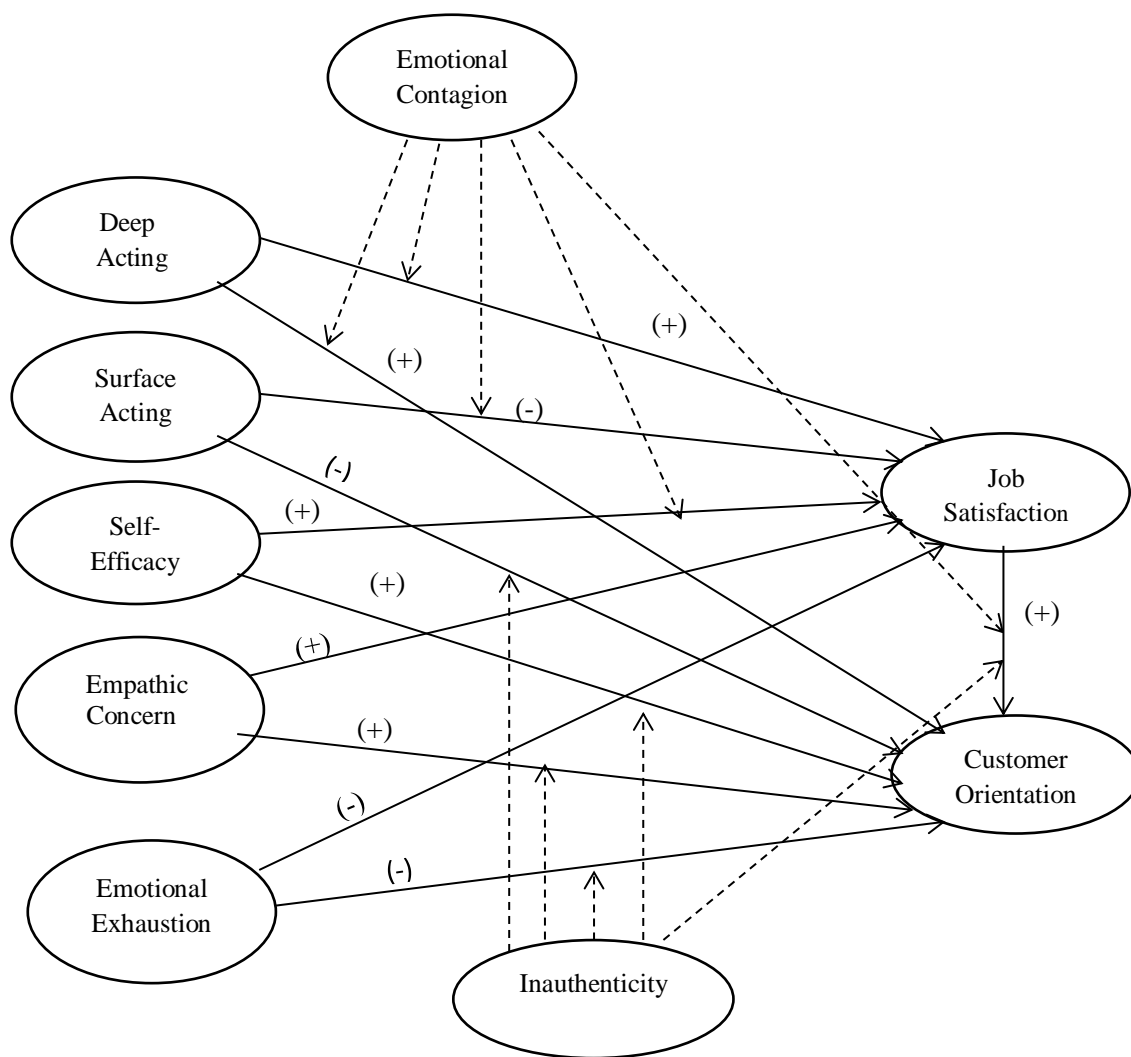 Emotional
Contagion
Deep
Acting
(+)
(+)
Surface
Acting
(-)
(-)
Job
Satisfaction
(+)
Self-
Efficacy
(+)
(+)
(+)
Empathic
Concern
(+)
Customer
Orientation
(-)
(-)
Emotional
Exhaustion
Inauthenticity